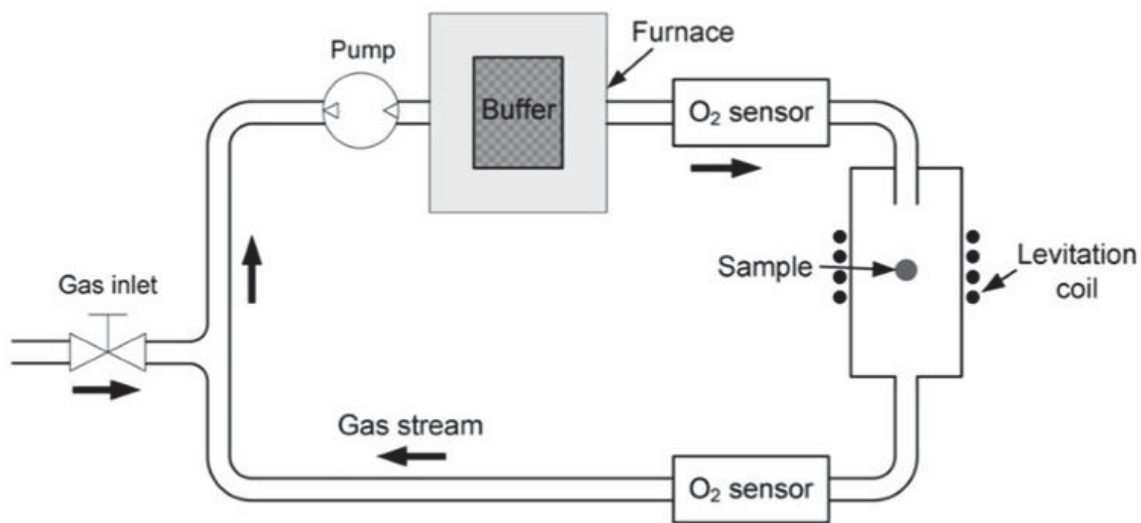 Furnace
Pump
Buffer
O₂ sensor
Sample
Levitation
coil
Gas inlet
Gas stream
O₂ sensor